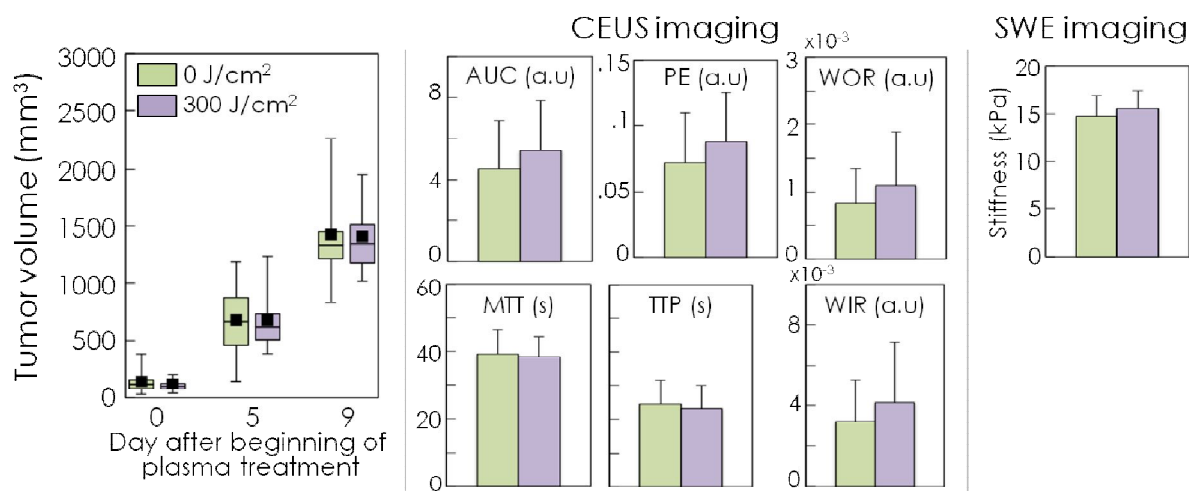 CEUS imaging
SWE imaging
Tumor volume (mm³)
3000
2500
2000
1500
1000
500
0
0 J/cm²
300 J/cm²
0 5 9
Day after beginning of
plasma treatment
AUC (a.u)
8
4
0
PE (a.u)
.15
.05
0
x10⁻³
WOR (a.u)
3
2
1
0
MTT (s)
60
40
20
0
TTP (s)
x10⁻³
WIR (a.u)
8
4
0
Stiffness (kPa)
20
15
10
5
0